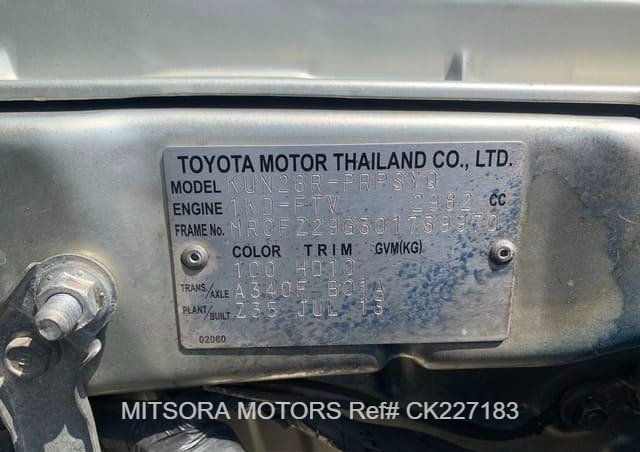 TOYOTA MOTOR THAILAND CO., LTD.
MODEL KUN26R-PRPSYQ
ENGINE 1KD-FTV 2982 CC
FRAME No. MR0FZ29G301739970
COLOR TRIM GVM(KG)
1C0 HD10
TRANS./AXLE A340F B01A
PLANT/BUILT Z35 JUL 13
02060
MITSORA MOTORS Ref# CK227183